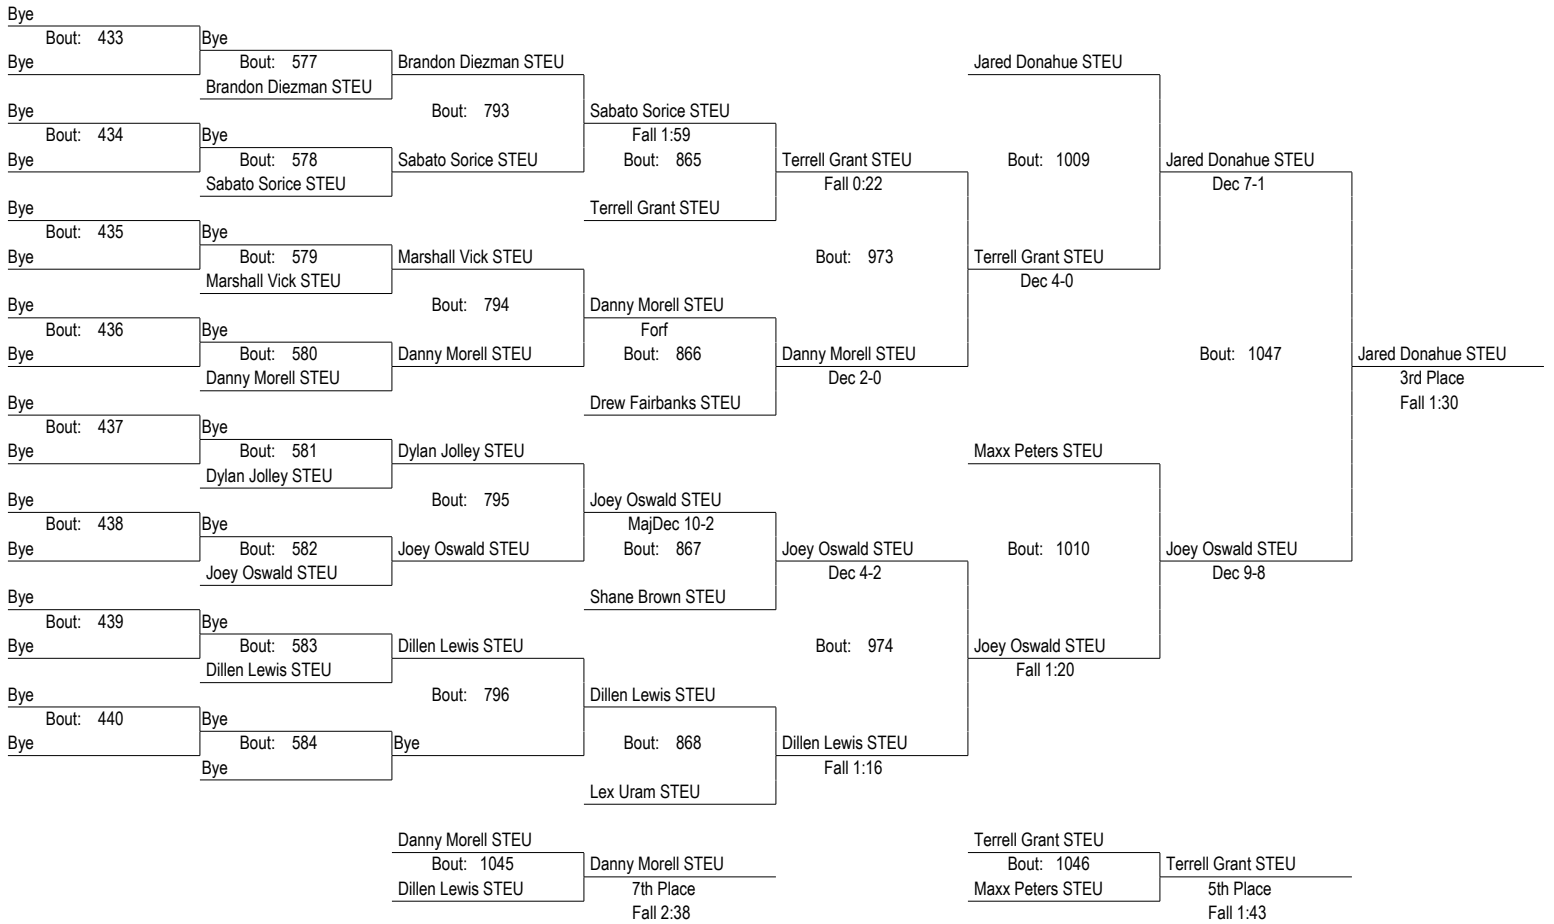 Bye
Bout: 433 Bye
Bye Bout: 577 Brandon Diezman STEU Jared Donahue STEU
Brandon Diezman STEU
Bye Bout: 793 Sabato Sorice STEU
Bout: 434 Bye Fall 1:59
Bye Bout: 578 Sabato Sorice STEU Bout: 865 Terrell Grant STEU Bout: 1009 Jared Donahue STEU
Sabato Sorice STEU Fall 0:22 Dec 7-1
Bye Terrell Grant STEU
Bout: 435 Bye
Bye Bout: 579 Marshall Vick STEU Bout: 973 Terrell Grant STEU
Marshall Vick STEU Dec 4-0
Bye Bout: 794 Danny Morell STEU
Bout: 436 Bye Forf
Bye Bout: 580 Danny Morell STEU Bout: 866 Danny Morell STEU Bout: 1047 Jared Donahue STEU
Danny Morell STEU Dec 2-0 3rd Place
Bye Drew Fairbanks STEU Fall 1:30
Bout: 437 Bye
Bye Bout: 581 Dylan Jolley STEU Maxx Peters STEU
Dylan Jolley STEU
Bye Bout: 795 Joey Oswald STEU
Bout: 438 Bye MajDec 10-2
Bye Bout: 582 Joey Oswald STEU Bout: 867 Joey Oswald STEU Bout: 1010 Joey Oswald STEU
Joey Oswald STEU Dec 4-2 Dec 9-8
Bye Shane Brown STEU
Bout: 439 Bye
Bye Bout: 583 Dillen Lewis STEU Bout: 974 Joey Oswald STEU
Dillen Lewis STEU Fall 1:20
Bye Bout: 796 Dillen Lewis STEU
Bout: 440 Bye
Bye Bout: 584 Bye Bout: 868 Dillen Lewis STEU
Bye Fall 1:16
Lex Uram STEU
Danny Morell STEU Terrell Grant STEU
Bout: 1045 Danny Morell STEU Bout: 1046 Terrell Grant STEU
Dillen Lewis STEU 7th Place Maxx Peters STEU 5th Place
Fall 2:38 Fall 1:43